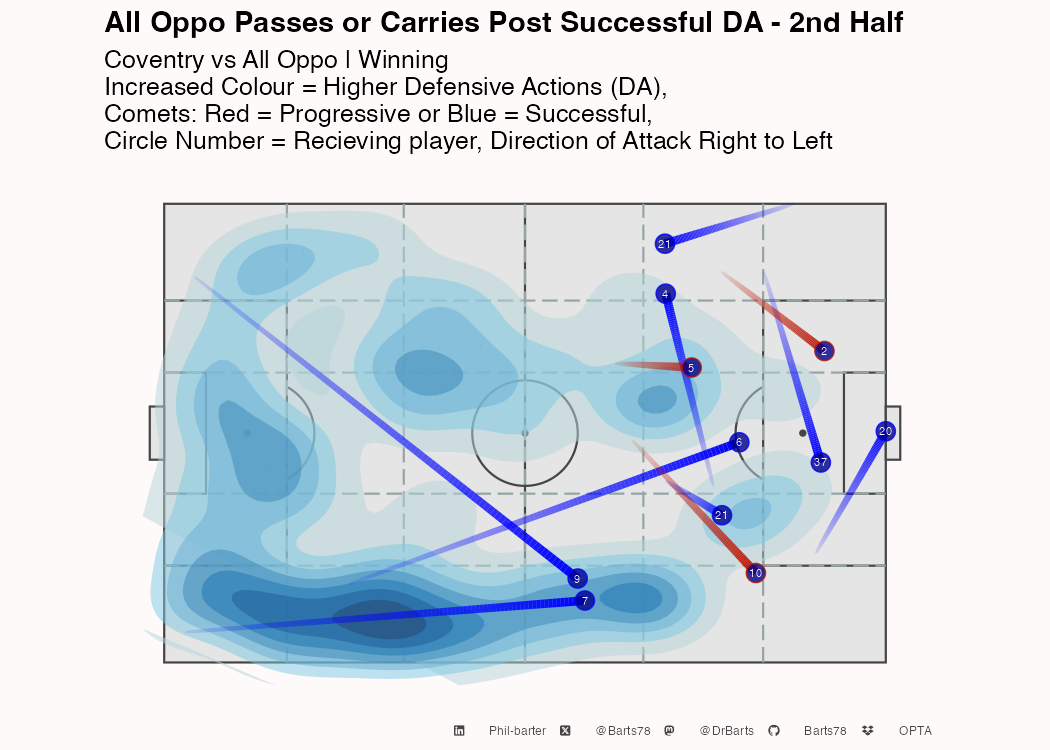 All Oppo Passes or Carries Post Successful DA - 2nd Half
Coventry vs All Oppo | Winning
Increased Colour = Higher Defensive Actions (DA),
Comets: Red = Progressive or Blue = Successful,
Circle Number = Recieving player, Direction of Attack Right to Left
21
4
2
5
20
6
37
21
10
9
7
Phil-barter @Barts78 @DrBarts Barts78 OPTA